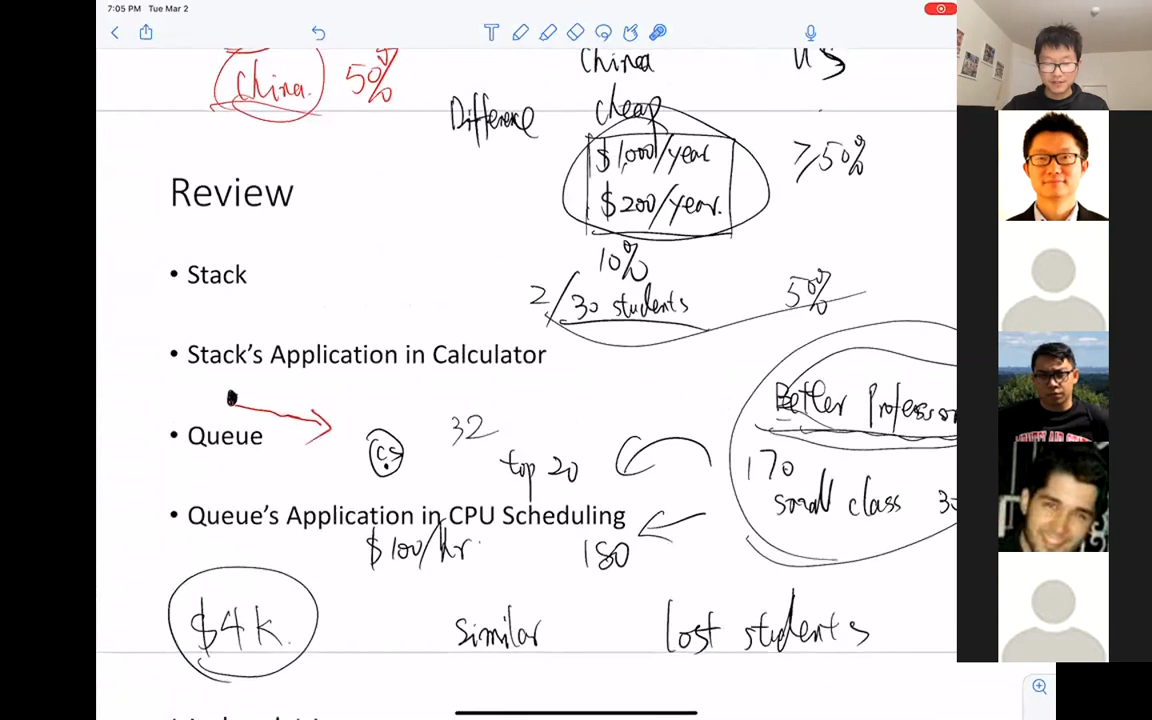 7:05 PM Tue Mar 2
China US
China. 50%
Difference cheap
$1,000/year ≥50%
Review
$200/year.
10%
• Stack
2/30 students 50%
• Stack's Application in Calculator
Better Professor
• Queue
32
CS
top 20
170
small class 30
• Queue's Application in CPU Scheduling
$100/hr. 180
$4k. similar lost students